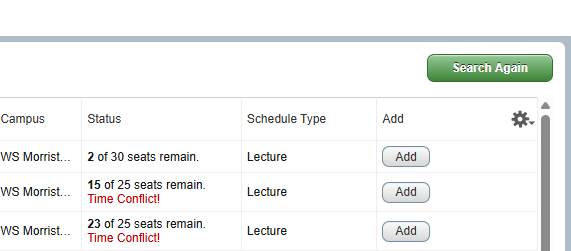 Search Again
Campus Status Schedule Type Add
WS Morrist... 2 of 30 seats remain. Lecture Add
WS Morrist... 15 of 25 seats remain. Lecture Add
Time Conflict!
WS Morrist... 23 of 25 seats remain. Lecture Add
Time Conflict!